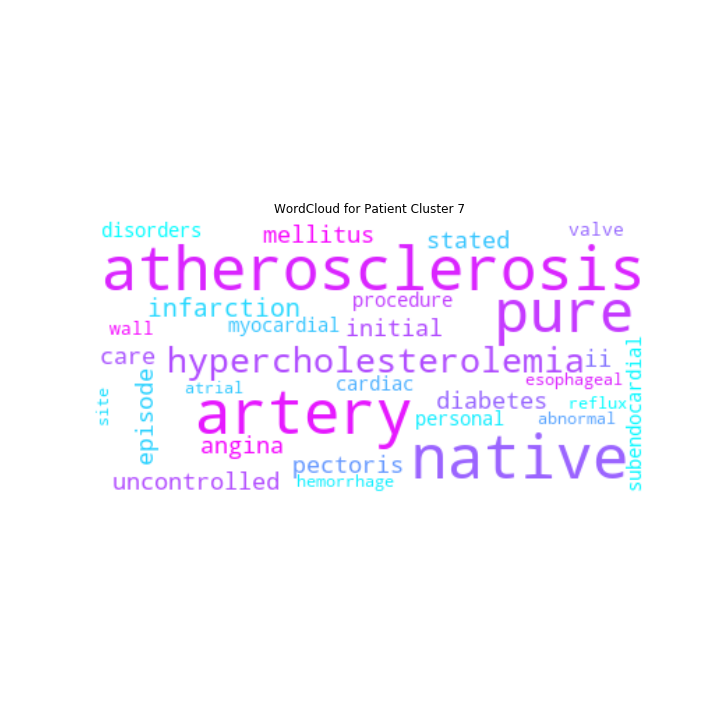 WordCloud for Patient Cluster 7
disorders
mellitus
stated
valve
atherosclerosis
pure
infarction
procedure
wall
myocardial
initial
care
hypercholesterolemia
ii
subendocardial
episode
site
atrial
cardiac
esophageal
artery
diabetes
reflux
personal
abnormal
angina
native
pectoris
uncontrolled
hemorrhage